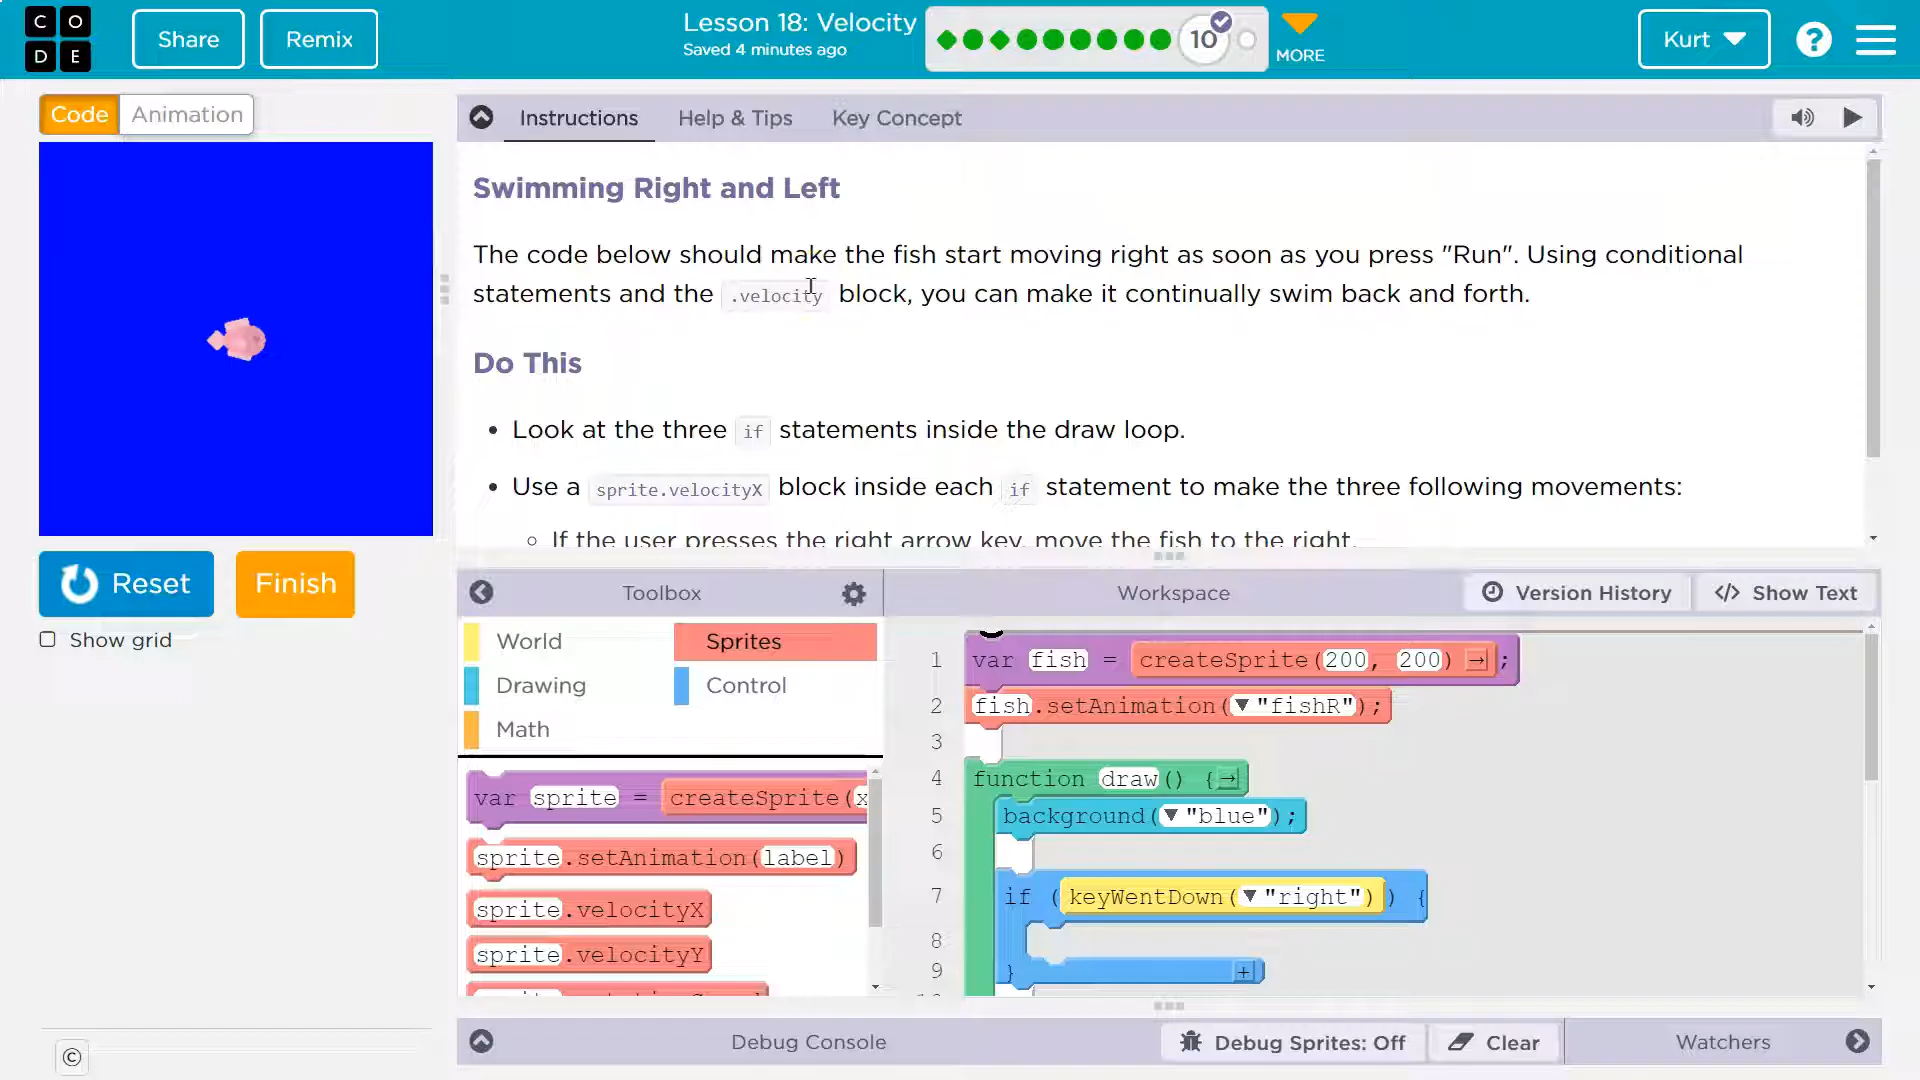 CODE
Share
Remix
Lesson 18: Velocity
Saved 4 minutes ago
10
MORE
Kurt
?
Code
Animation
Instructions
Help & Tips
Key Concept
Swimming Right and Left
The code below should make the fish start moving right as soon as you press "Run". Using conditional
statements and the .velocity block, you can make it continually swim back and forth.
Do This
Look at the three if statements inside the draw loop.
Use a sprite.velocityX block inside each if statement to make the three following movements:
If the user presses the right arrow key, move the fish to the right.
Reset
Finish
Show grid
Toolbox
Workspace
Version History
</> Show Text
World
Sprites
Drawing
Control
Math
var sprite = createSprite(x
sprite.setAnimation(label)
sprite.velocityX
sprite.velocityY
1 var fish = createSprite(200, 200) → ;
2 fish.setAnimation(▼ "fishR");
3
4 function draw() { →
5 background(▼ "blue");
6
7 if (keyWentDown(▼ "right")) {
8
9 } +
©
Debug Console
Debug Sprites: Off
Clear
Watchers